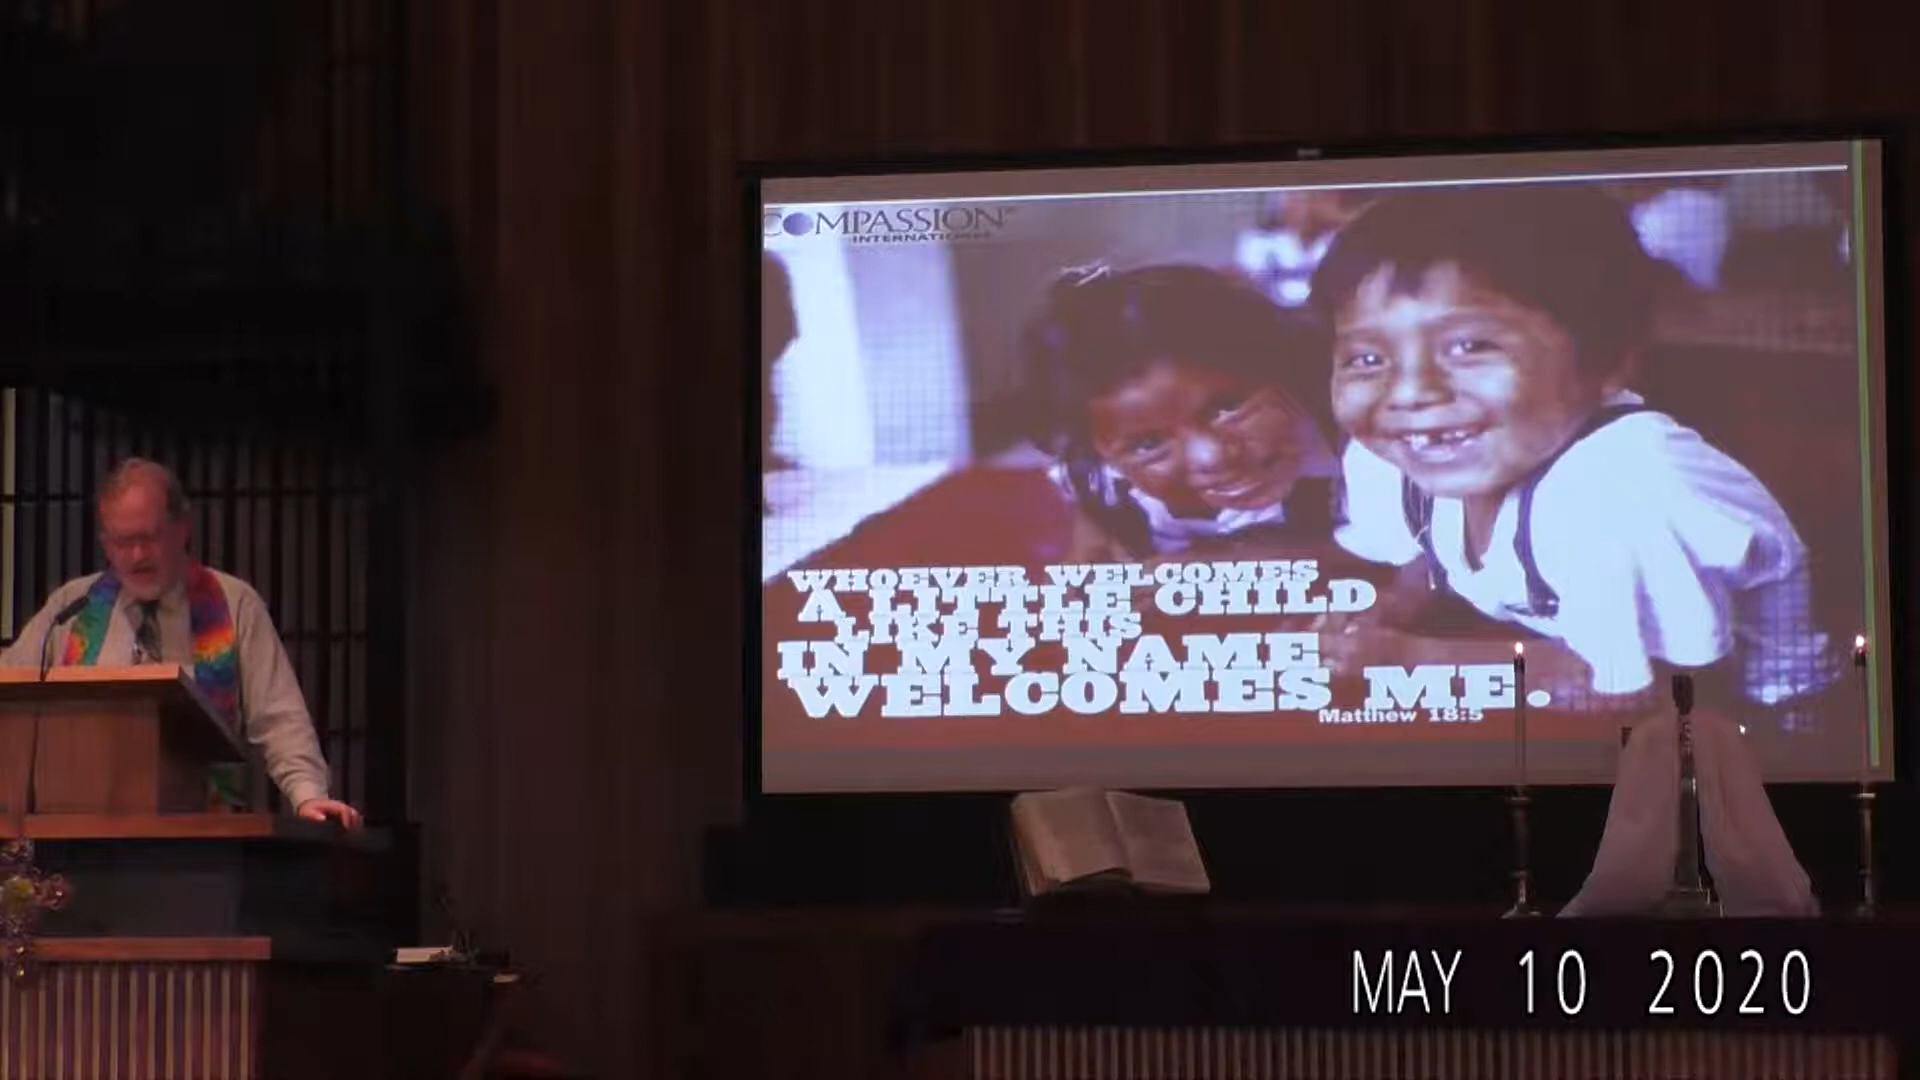 COMPASSION
INTERNATIONAL
WHOEVER WELCOMES
A LITTLE CHILD
LIKE THIS
IN MY NAME
WELCOMES ME.
Matthew 18:5
MAY 10 2020